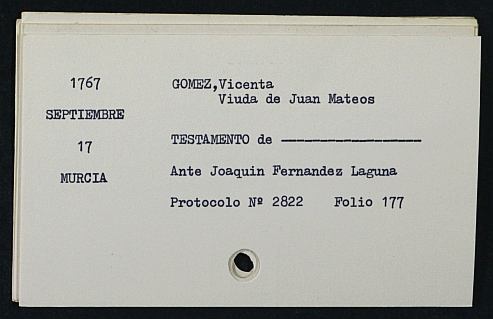 1767
SEPTIEMBRE
17
MURCIA
GOMEZ,Vicenta
Viuda de Juan Mateos
TESTAMENTO de ------------------
Ante Joaquin Fernandez Laguna
Protocolo Nº 2822 Folio 177